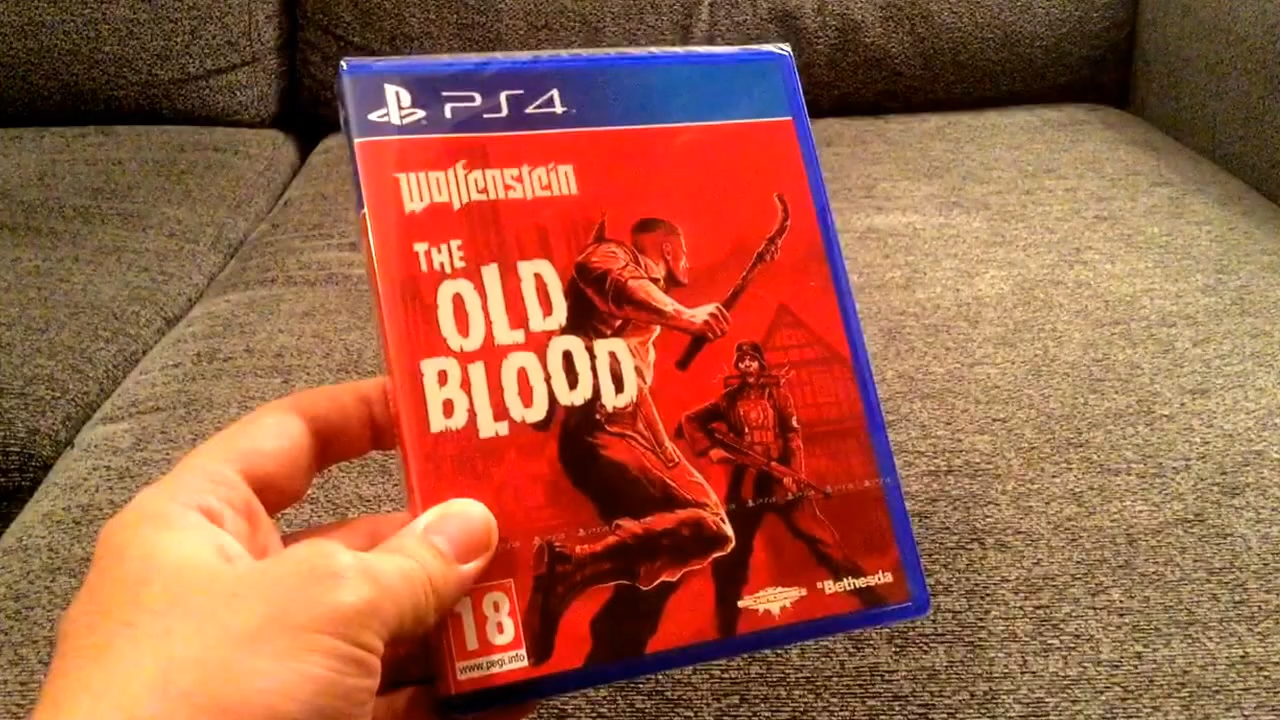 PS4
Wolfenstein
THE
OLD
BLOOD
18
www.pegi.info
Bethesda